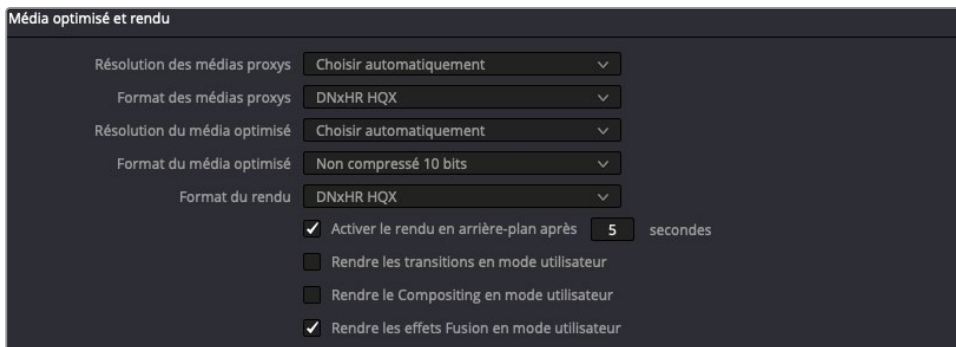 Média optimisé et rendu
Résolution des médias proxys Choisir automatiquement
Format des médias proxys DNxHR HQX
Résolution du média optimisé Choisir automatiquement
Format du média optimisé Non compressé 10 bits
Format du rendu DNxHR HQX
Activer le rendu en arrière-plan après 5 secondes
Rendre les transitions en mode utilisateur
Rendre le Compositing en mode utilisateur
Rendre les effets Fusion en mode utilisateur